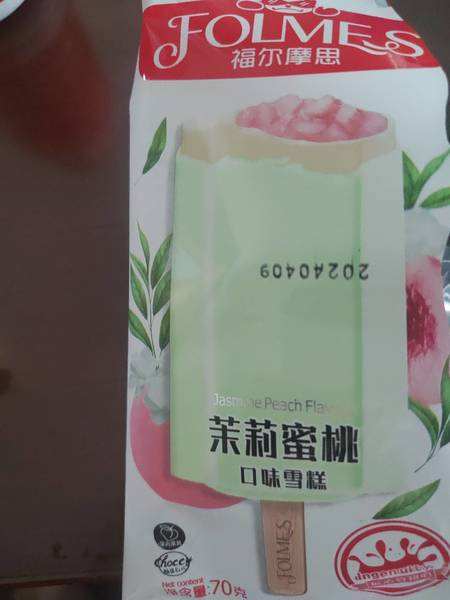 FOLMES
福尔摩思
20240409
Jasmine Peach Flav
茉莉蜜桃
口味雪糕
FOLMES
Net content
净含量:70克